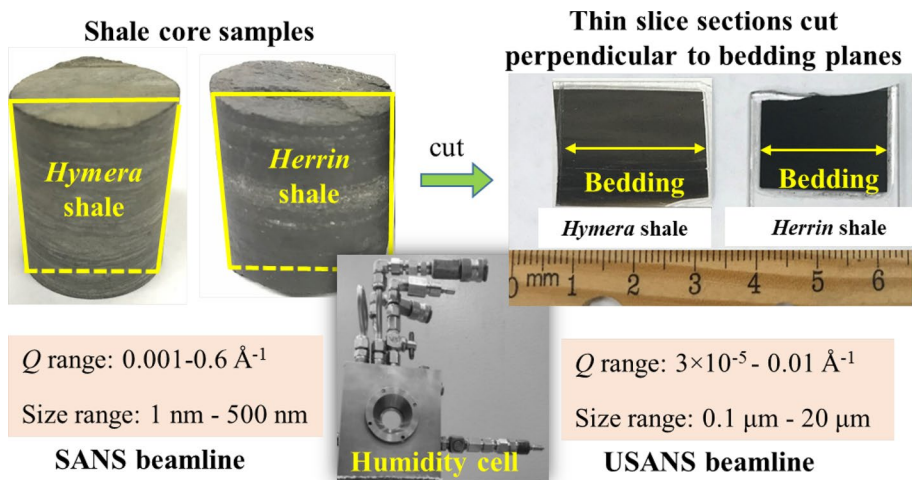 Shale core samples
Thin slice sections cut
perpendicular to bedding planes
Hymera
shale
Herrin
shale
cut
Bedding
Bedding
Hymera shale
Herrin shale
0 mm 1 2 3 4 5 6
Q range: 0.001-0.6 Å-1
Size range: 1 nm - 500 nm
SANS beamline
Humidity cell
Q range: 3×10-5 - 0.01 Å-1
Size range: 0.1 μm - 20 μm
USANS beamline